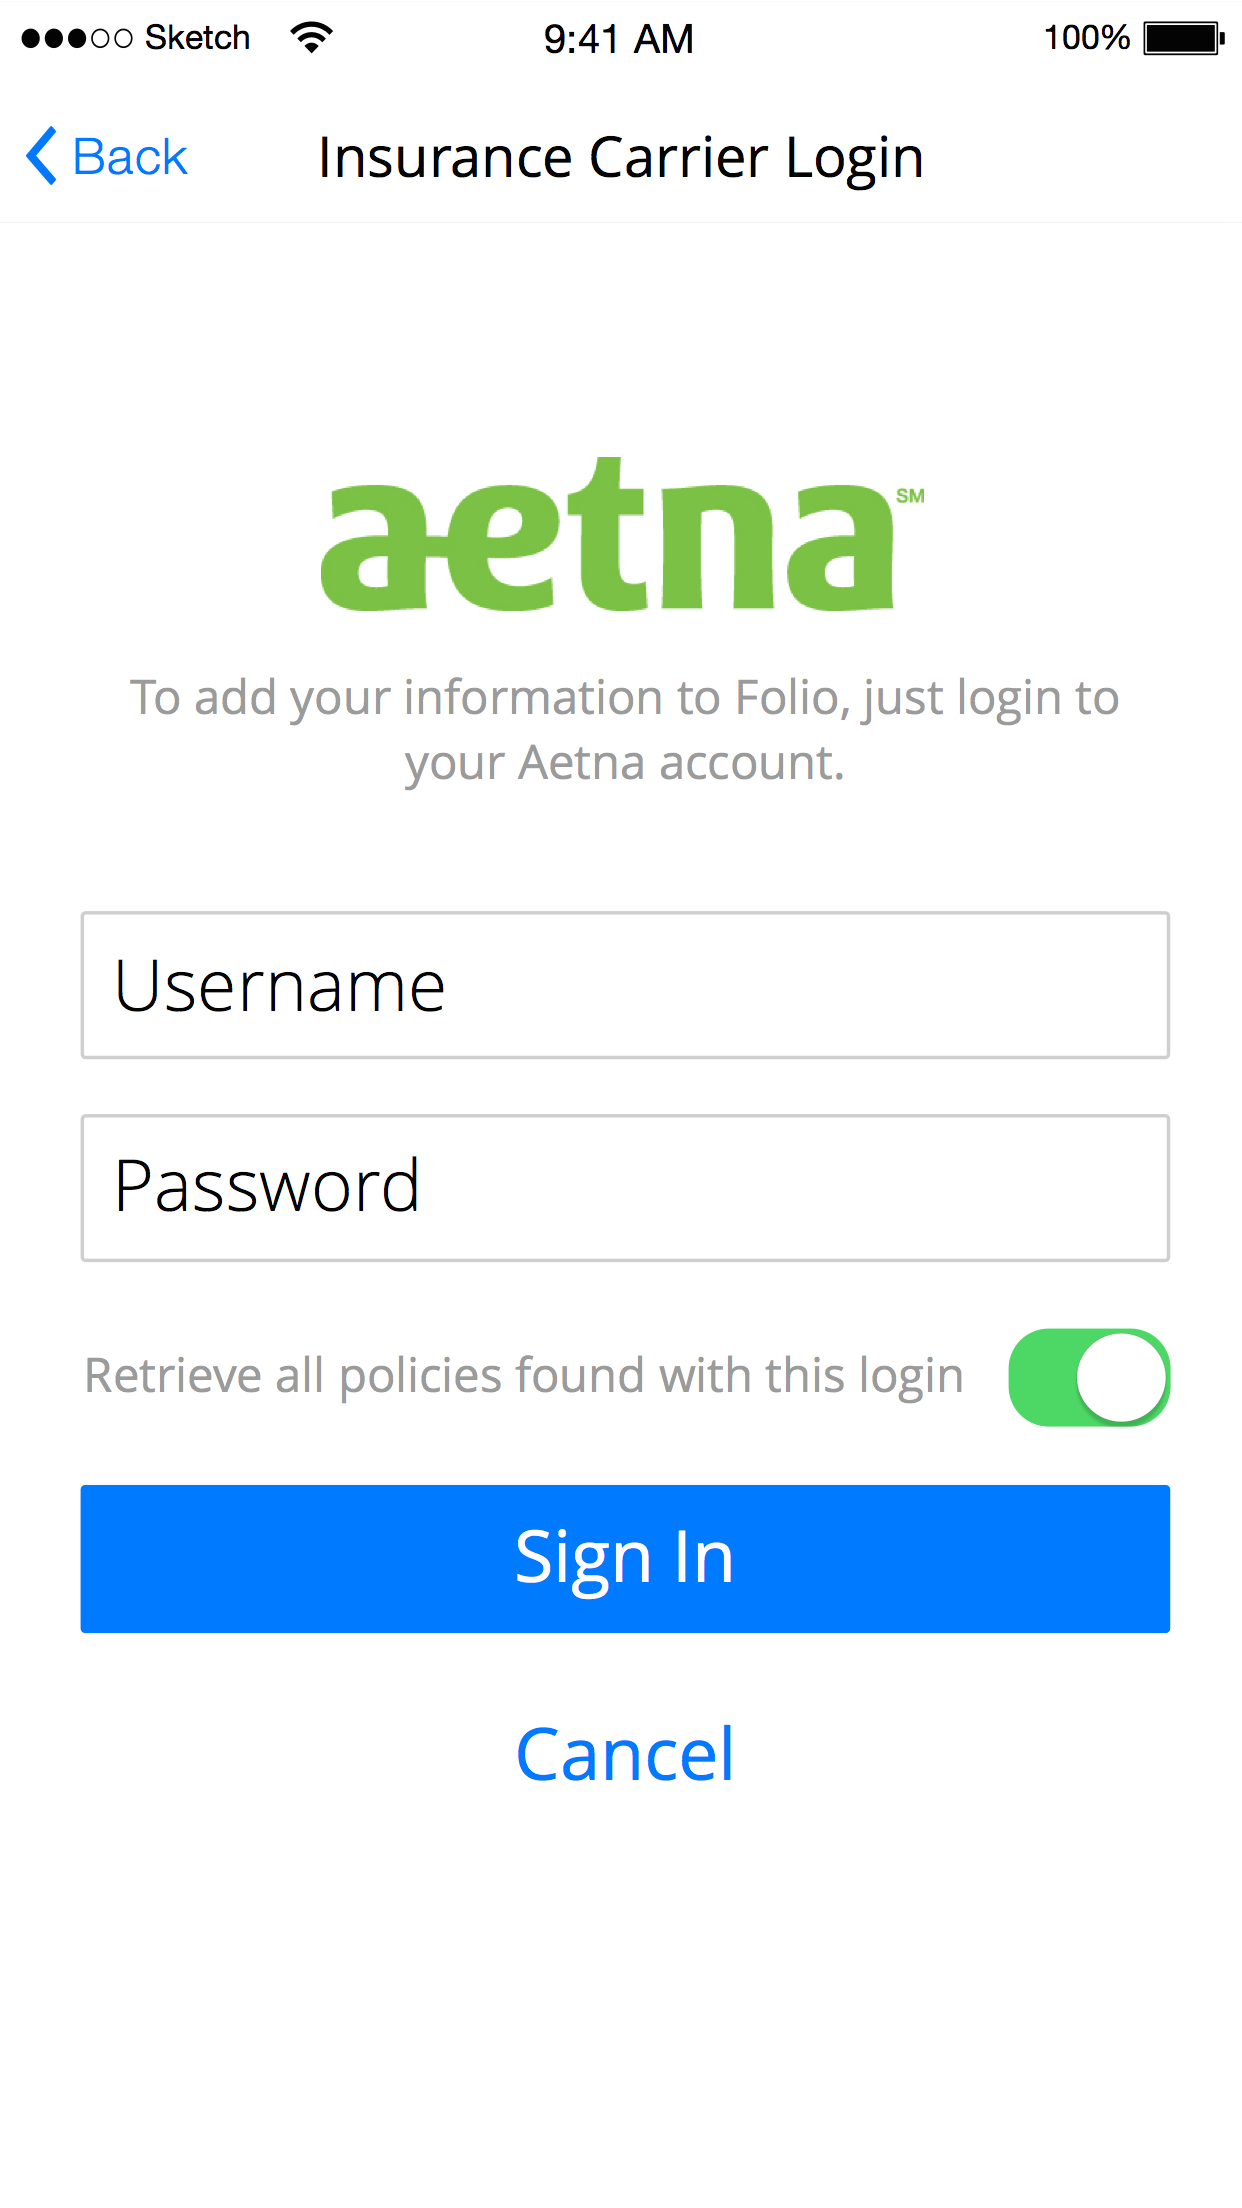 Sketch 9:41 AM 100%
Back Insurance Carrier Login
aetna SM
To add your information to Folio, just login to
your Aetna account.
Username
Password
Retrieve all policies found with this login
Sign In
Cancel